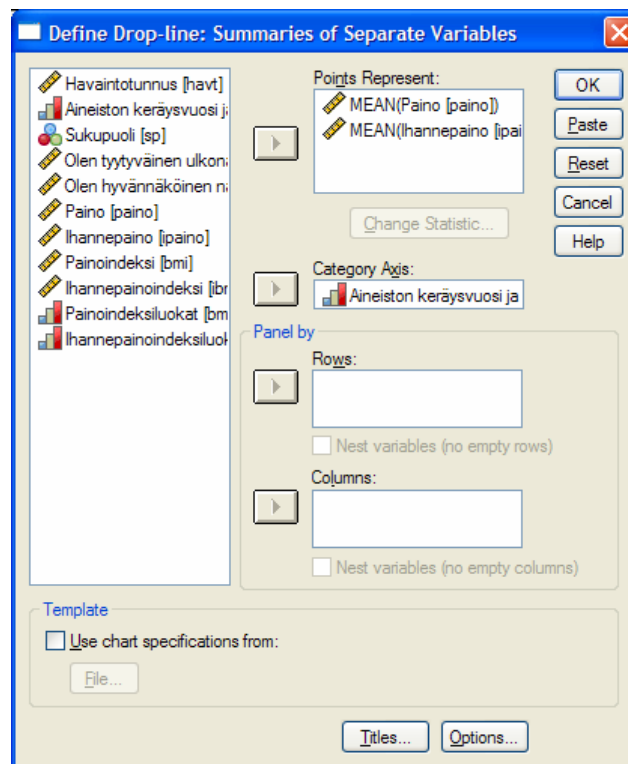 Define Drop-line: Summaries of Separate Variables
Havaintotunnus [havt]
Aineiston keräysvuosi ja
Sukupuoli [sp]
Olen tyytyväinen ulkonä
Olen hyvännäköinen nä
Paino [paino]
Ihannepaino [ipaino]
Painoindeksi [bmi]
Ihannepainoindeksi [ibr
Painoindeksiluokat [bm
Ihannepainoindeksiluok
Points Represent:
MEAN(Paino [paino])
MEAN(Ihannepaino [ipai
Change Statistic...
Category Axis:
Aineiston keräysvuosi ja
Panel by
Rows:
Nest variables (no empty rows)
Columns:
Nest variables (no empty columns)
OK
Paste
Reset
Cancel
Help
Template
Use chart specifications from:
File...
Titles...
Options...